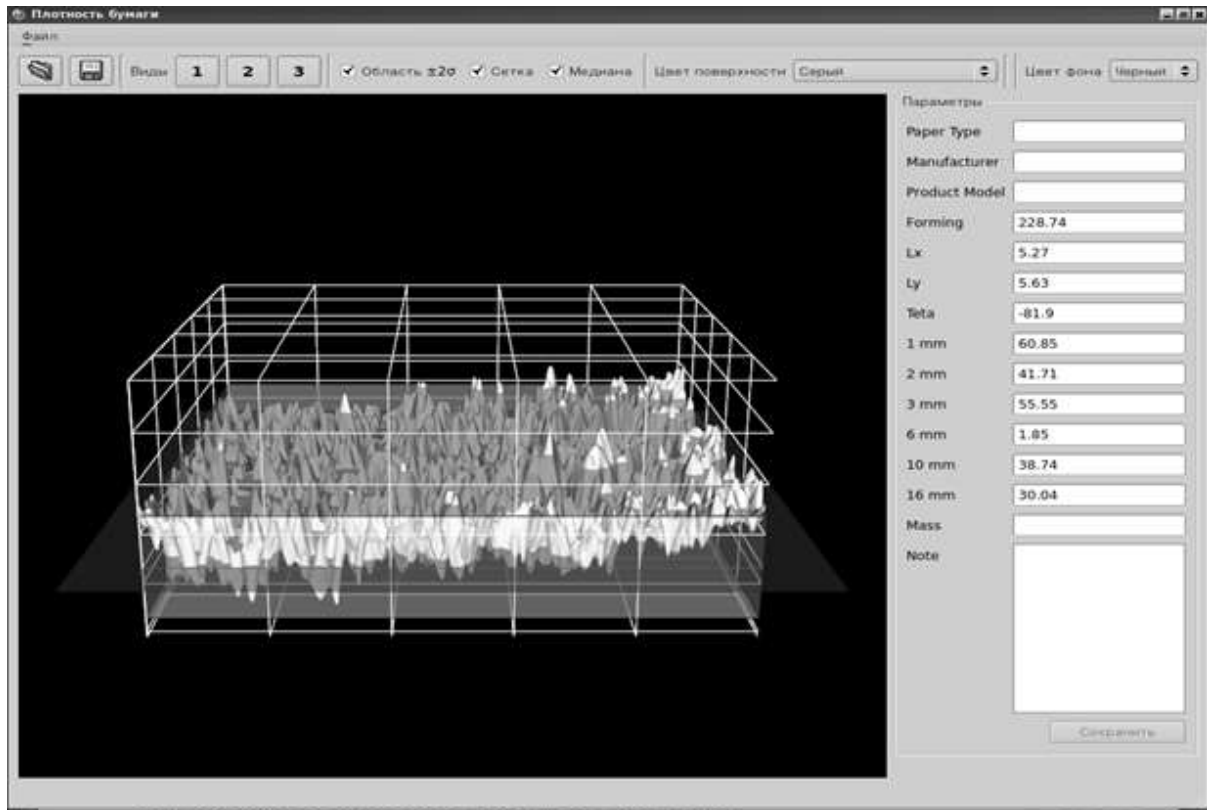 Плотность бумаги
Файл
Виды 1 2 3 Область ±2σ Сетка Медиана Цвет поверхности Серый Цвет фона Черный
Параметры
Paper Type
Manufacturer
Product Model
Forming 228.74
Lx 5.27
Ly 5.63
Teta -81.9
1 mm 60.85
2 mm 41.71
3 mm 55.55
6 mm 1.85
10 mm 38.74
16 mm 30.04
Mass
Note
Сохранить